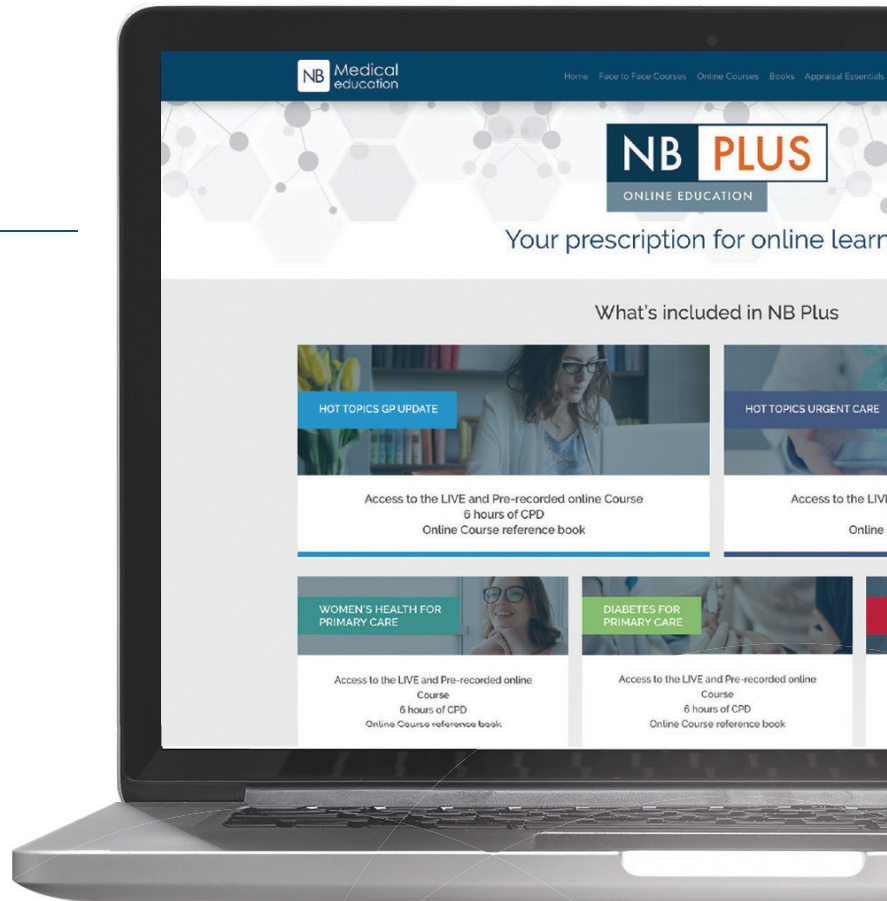 NB Medical
education
Home Face to Face Courses Online Courses Books Appraisal Essentials
NB PLUS
ONLINE EDUCATION
Your prescription for online learn
What's included in NB Plus
HOT TOPICS GP UPDATE
HOT TOPICS URGENT CARE
Access to the LIVE and Pre-recorded online Course
6 hours of CPD
Online Course reference book
Access to the LIVE
Online
WOMEN'S HEALTH FOR
PRIMARY CARE
DIABETES FOR
PRIMARY CARE
Access to the LIVE and Pre-recorded online
Course
6 hours of CPD
Online Course reference book
Access to the LIVE and Pre-recorded online
Course
6 hours of CPD
Online Course reference book